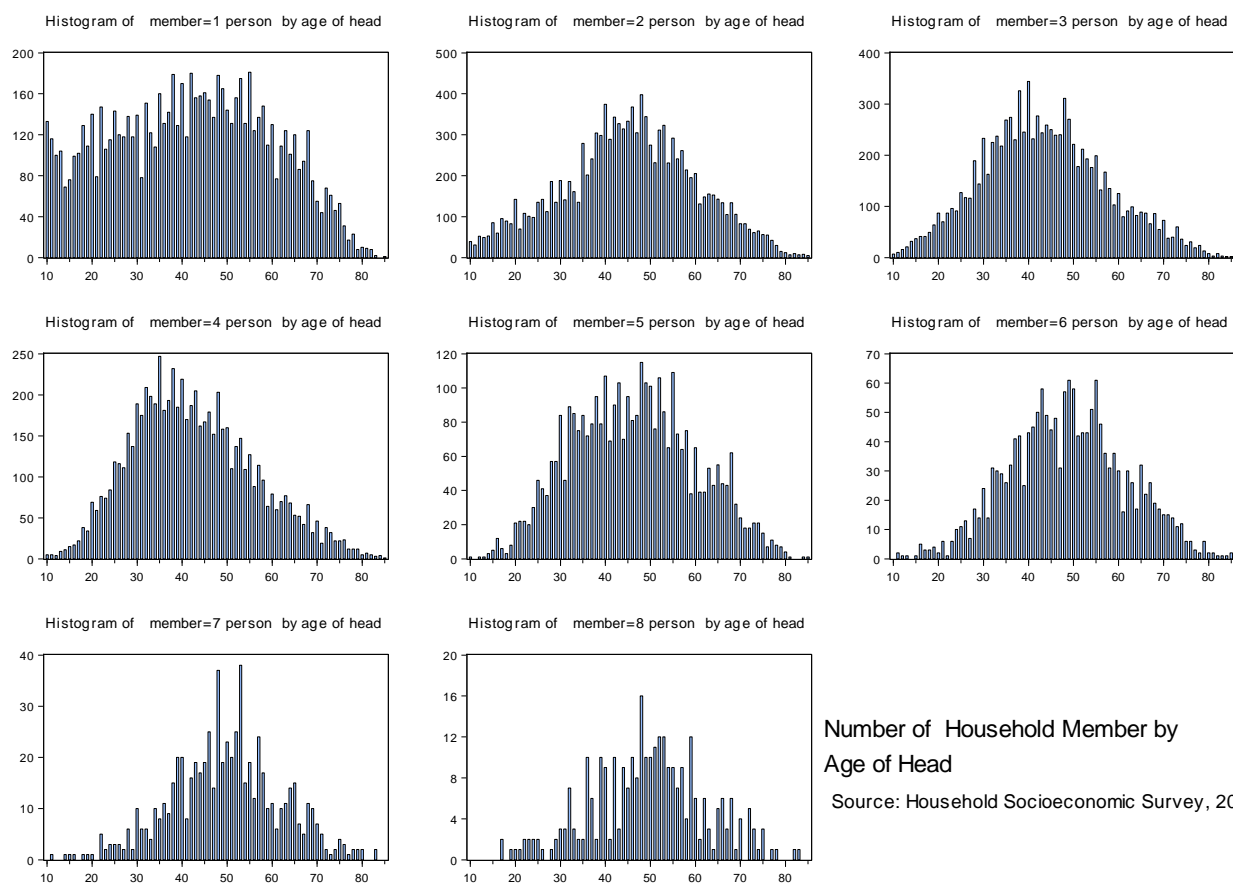 Histogram of member=1 person by age of head
200
160
120
80
40
0
10 20 30 40 50 60 70 80
Histogram of member=2 person by age of head
500
400
300
200
100
0
10 20 30 40 50 60 70 80
Histogram of member=3 person by age of head
400
300
200
100
0
10 20 30 40 50 60 70 80
Histogram of member=4 person by age of head
250
200
150
100
50
0
10 20 30 40 50 60 70 80
Histogram of member=5 person by age of head
120
100
80
60
40
20
0
10 20 30 40 50 60 70 80
Histogram of member=6 person by age of head
70
60
50
40
30
20
10
0
10 20 30 40 50 60 70 80
Histogram of member=7 person by age of head
40
30
20
10
0
10 20 30 40 50 60 70 80
Histogram of member=8 person by age of head
20
16
12
8
4
0
10 20 30 40 50 60 70 80
Number of Household Member by
Age of Head
Source: Household Socioeconomic Survey,